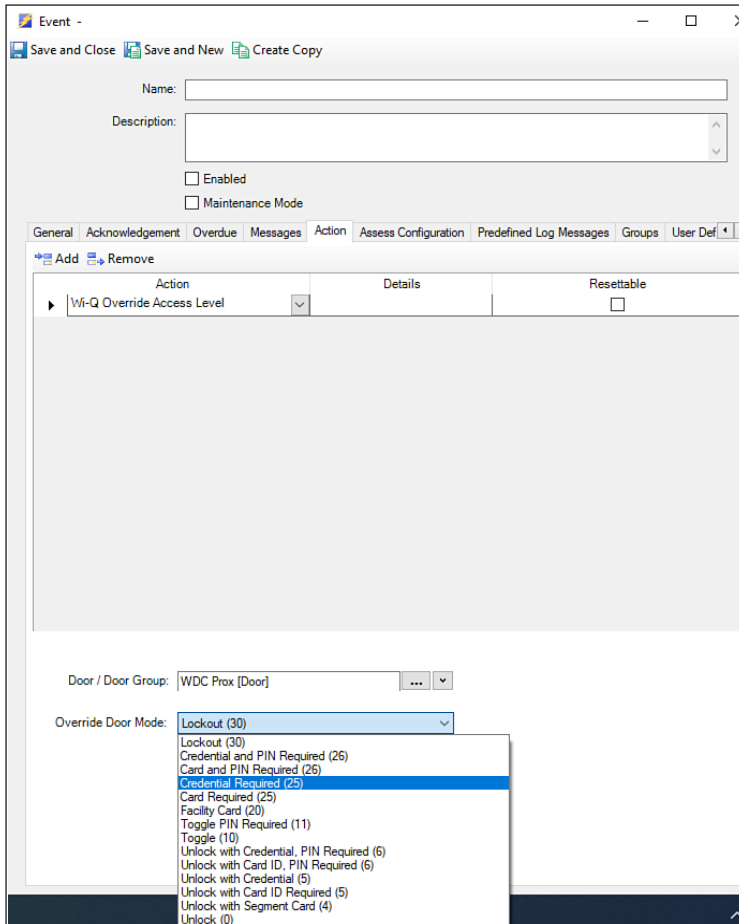 Event -
Save and Close Save and New Create Copy
Name:
Description:
Enabled
Maintenance Mode
General Acknowledgement Overdue Messages Action Assess Configuration Predefined Log Messages Groups User Def
Add Remove
Action Details Resettable
Wi-Q Override Access Level
Door / Door Group: WDC Prox [Door] ...
Override Door Mode: Lockout (30)
Lockout (30)
Credential and PIN Required (26)
Card and PIN Required (26)
Credential Required (25)
Card Required (25)
Facility Card (20)
Toggle PIN Required (11)
Toggle (10)
Unlock with Credential, PIN Required (6)
Unlock with Card ID, PIN Required (6)
Unlock with Credential (5)
Unlock with Card ID Required (5)
Unlock with Segment Card (4)
Unlock (0)